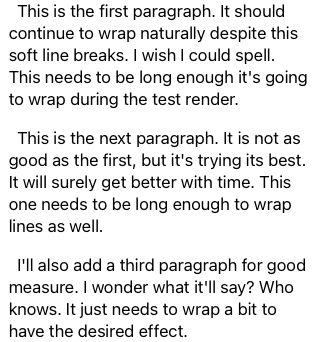 This is the first paragraph. It should
continue to wrap naturally despite this
soft line breaks. I wish I could spell.
This needs to be long enough it's going
to wrap during the test render.
This is the next paragraph. It is not as
good as the first, but it's trying its best.
It will surely get better with time. This
one needs to be long enough to wrap
lines as well.
I'll also add a third paragraph for good
measure. I wonder what it'll say? Who
knows. It just needs to wrap a bit to
have the desired effect.